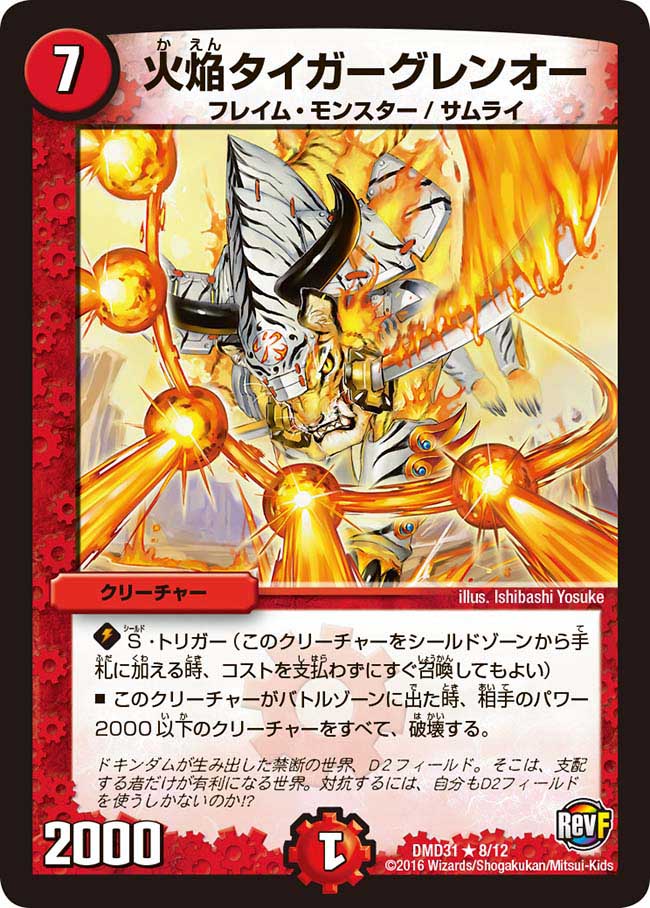 7
火焔タイガーグレンオー
か えん
フレイム・モンスター / サムライ
クリーチャー
illus. Ishibashi Yosuke
S・トリガー(このクリーチャーをシールドゾーンから手
札に加える時、コストを支払わずにすぐ召喚してもよい)
■ このクリーチャーがバトルゾーンに出た時、相手のパワー
2000以下のクリーチャーをすべて、破壊する。
ドキンダムが生み出した禁断の世界、D2フィールド。そこは、支配
する者だけが有利になる世界。対抗するには、自分もD2フィールド
を使うしかないのか!?
2000
1
RevF
DMD31 ★ 8/12
©2016 Wizards/Shogakukan/Mitsui-Kids